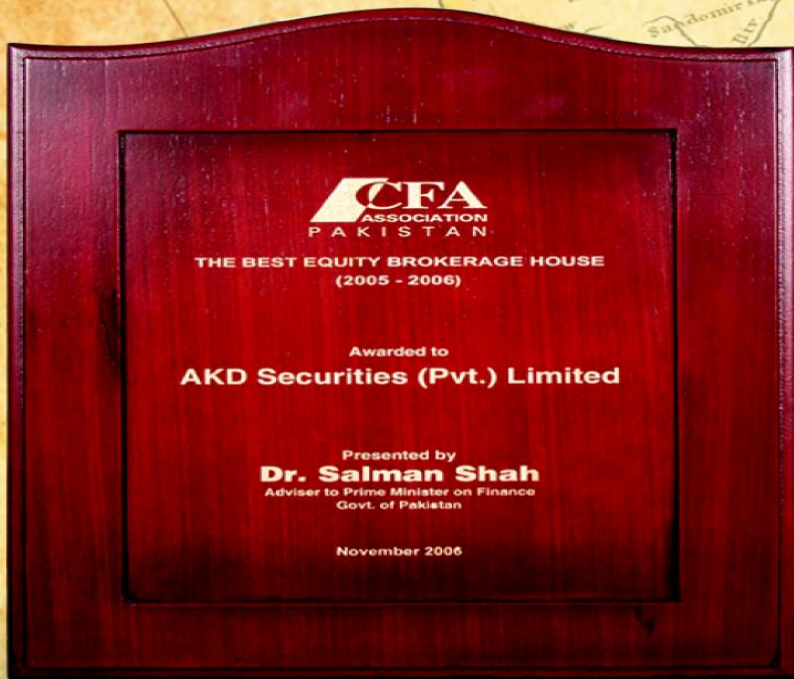 Sandomir
CFA
ASSOCIATION
PAKISTAN
THE BEST EQUITY BROKERAGE HOUSE
(2005 - 2006)
Awarded to
AKD Securities (Pvt.) Limited
Presented by
Dr. Salman Shah
Adviser to Prime Minister on Finance
Govt. of Pakistan
November 2006